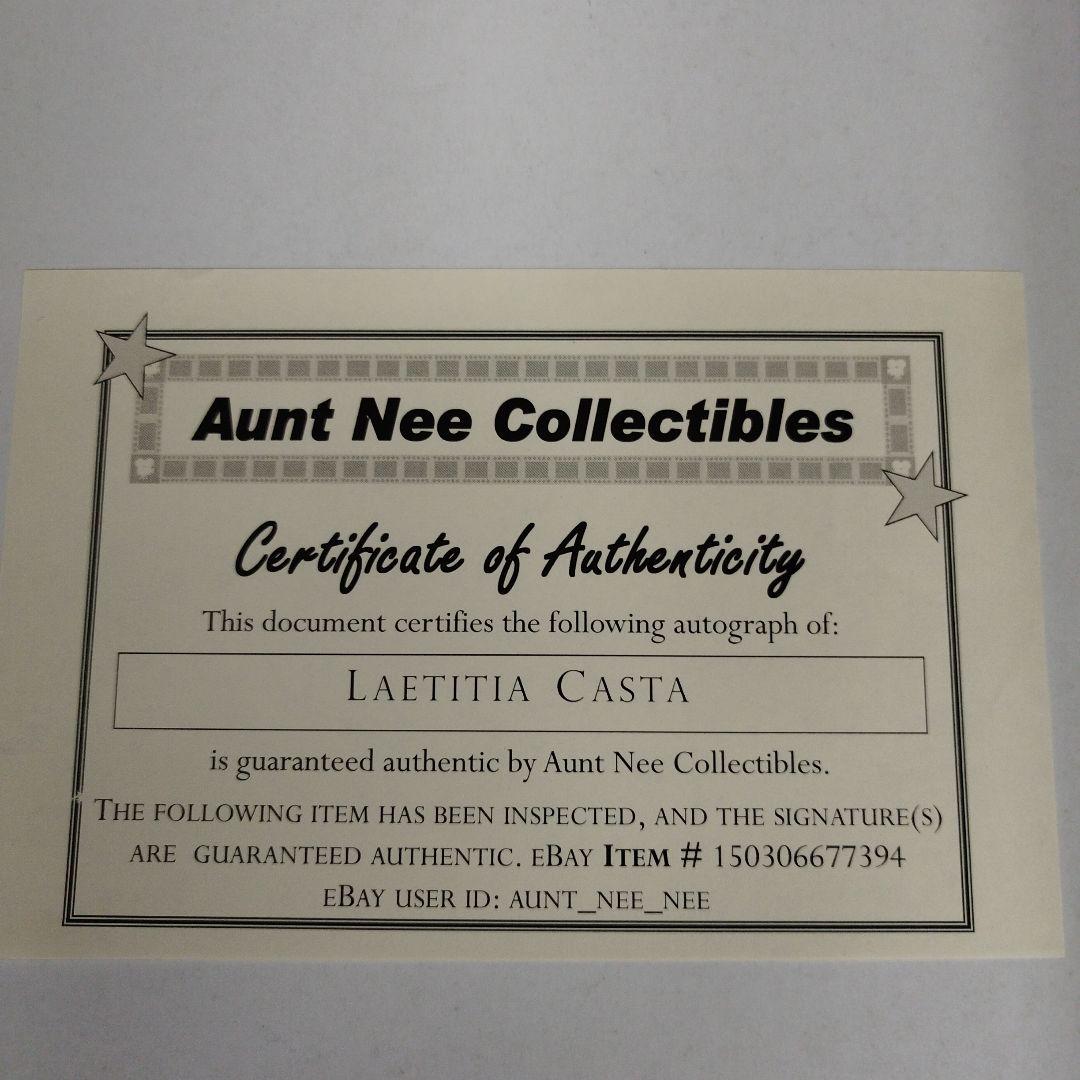 Aunt Nee Collectibles
Certificate of Authenticity
This document certifies the following autograph of:
LAETITIA CASTA
is guaranteed authentic by Aunt Nee Collectibles.
THE FOLLOWING ITEM HAS BEEN INSPECTED, AND THE SIGNATURE(S)
ARE GUARANTEED AUTHENTIC. EBAY ITEM # 150306677394
EBAY USER ID: AUNT_NEE_NEE